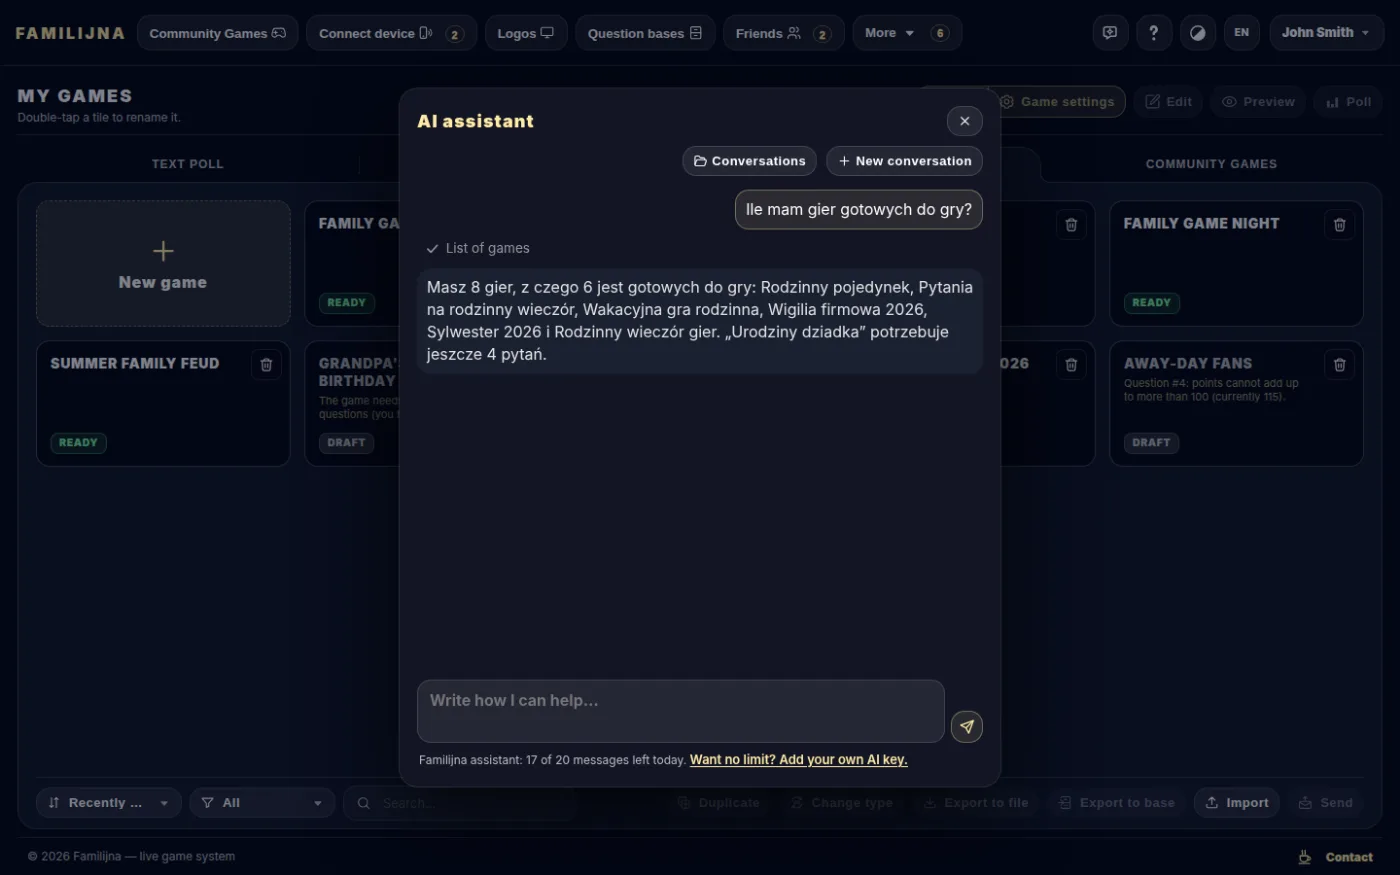 FAMILIJNA
Community Games
Connect device 2
Logos
Question bases
Friends 2
More 6
?
EN
John Smith
MY GAMES
Double-tap a tile to rename it.
Game settings
Edit
Preview
Poll
TEXT POLL
COMMUNITY GAMES
AI assistant
Conversations
New conversation
Ile mam gier gotowych do gry?
List of games
Masz 8 gier, z czego 6 jest gotowych do gry: Rodzinny pojedynek, Pytania
na rodzinny wieczór, Wakacyjna gra rodzinna, Wigilia firmowa 2026,
Sylwester 2026 i Rodzinny wieczór gier. „Urodziny dziadka” potrzebuje
jeszcze 4 pytań.
Write how I can help...
Familijna assistant: 17 of 20 messages left today. Want no limit? Add your own AI key.
New game
FAMILY GA
READY
FAMILY GAME NIGHT
READY
SUMMER FAMILY FEUD
READY
GRANDPA'
BIRTHDAY
The game need
questions (you
DRAFT
026
AWAY-DAY FANS
Question #4: points cannot add up
to more than 100 (currently 115).
DRAFT
Recently ...
All
Search...
Duplicate
Change type
Export to file
Export to base
Import
Send
© 2026 Familijna — live game system
Contact